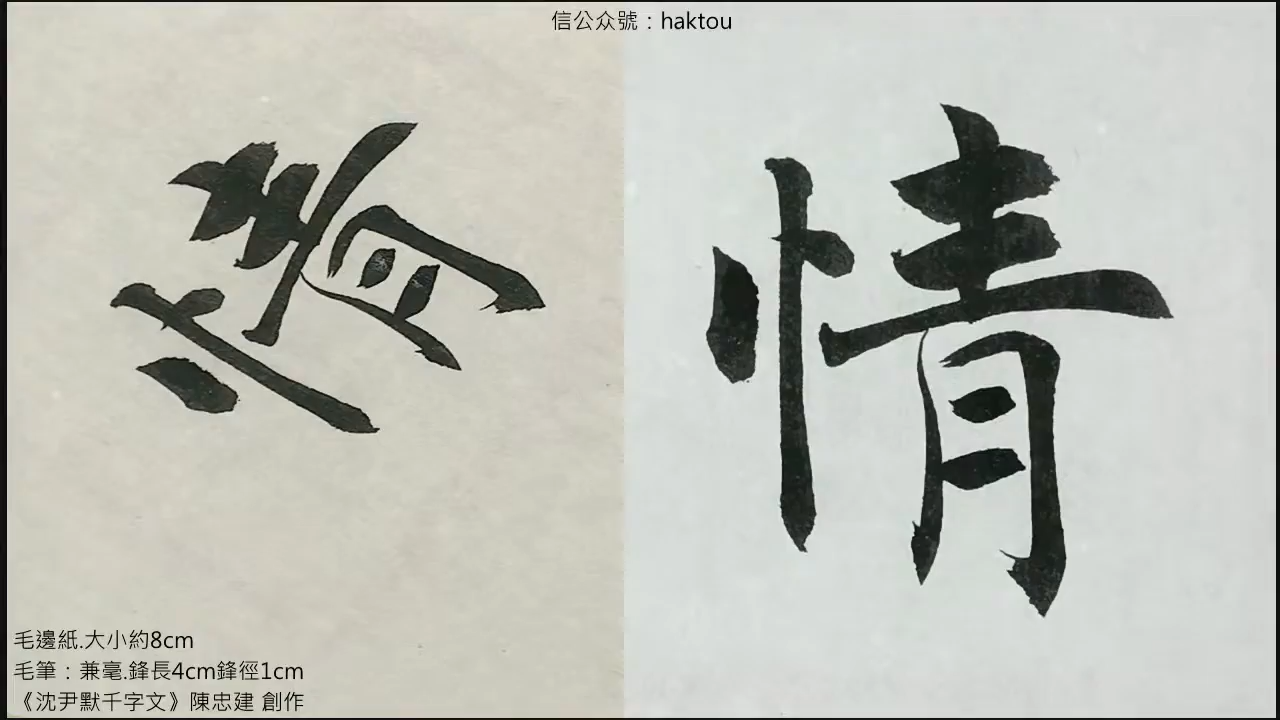 信公众號：haktou
情
情
毛邊紙.大小約8cm
毛筆：兼毫.鋒長4cm鋒徑1cm
《沈尹默千字文》陳忠建 創作